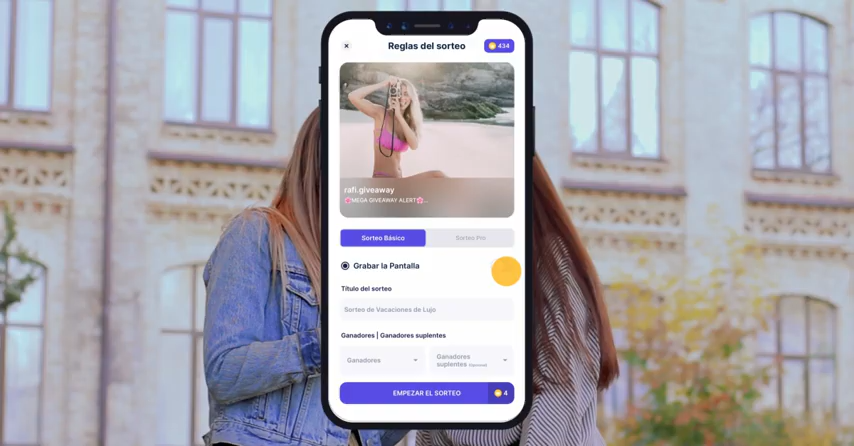 Reglas del sorteo
434
rafi.giveaway
🌸MEGA GIVEAWAY ALERT🌸...
Sorteo Básico
Sorteo Pro
Grabar la Pantalla
Título del sorteo
Sorteo de Vacaciones de Lujo
Ganadores | Ganadores suplentes
Ganadores
Ganadores
suplentes Opcional
EMPEZAR EL SORTEO
4